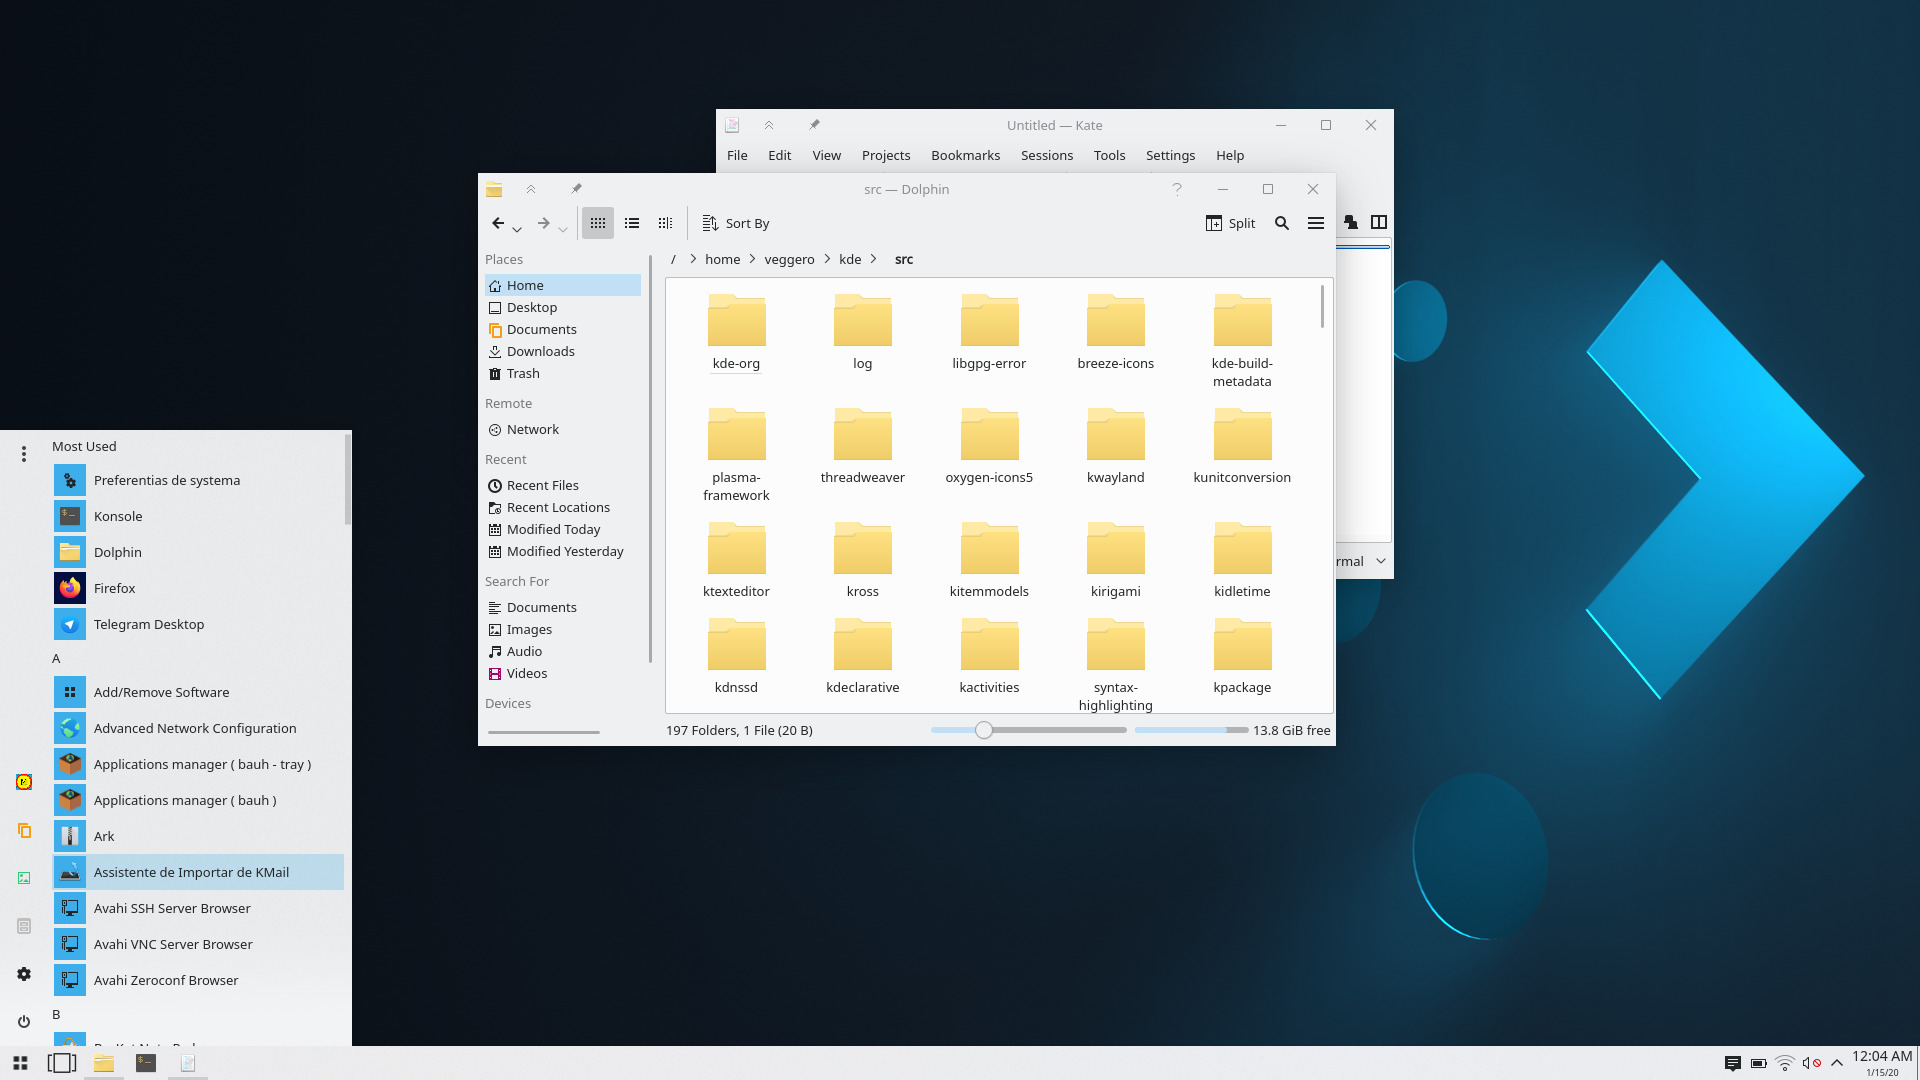 Untitled — Kate
File Edit View Projects Bookmarks Sessions Tools Settings Help
src — Dolphin
Sort By
Split
Places
/ home veggero kde src
Home
Desktop
Documents
Downloads
Trash
Remote
Network
Recent
Recent Files
Recent Locations
Modified Today
Modified Yesterday
Search For
Documents
Images
Audio
Videos
Devices
kde-org log libgpg-error breeze-icons kde-build-
metadata
plasma- threadweaver oxygen-icons5 kwayland kunitconversion
framework
ktexteditor kross kitemmodels kirigami kidletime
kdnssd kdeclarative kactivities syntax- kpackage
highlighting
197 Folders, 1 File (20 B)
13.8 GiB free
rmal
Most Used
Preferentias de systema
Konsole
Dolphin
Firefox
Telegram Desktop
A
Add/Remove Software
Advanced Network Configuration
Applications manager ( bauh - tray )
Applications manager ( bauh )
Ark
Assistente de Importar de KMail
Avahi SSH Server Browser
Avahi VNC Server Browser
Avahi Zeroconf Browser
B
12:04 AM
1/15/20